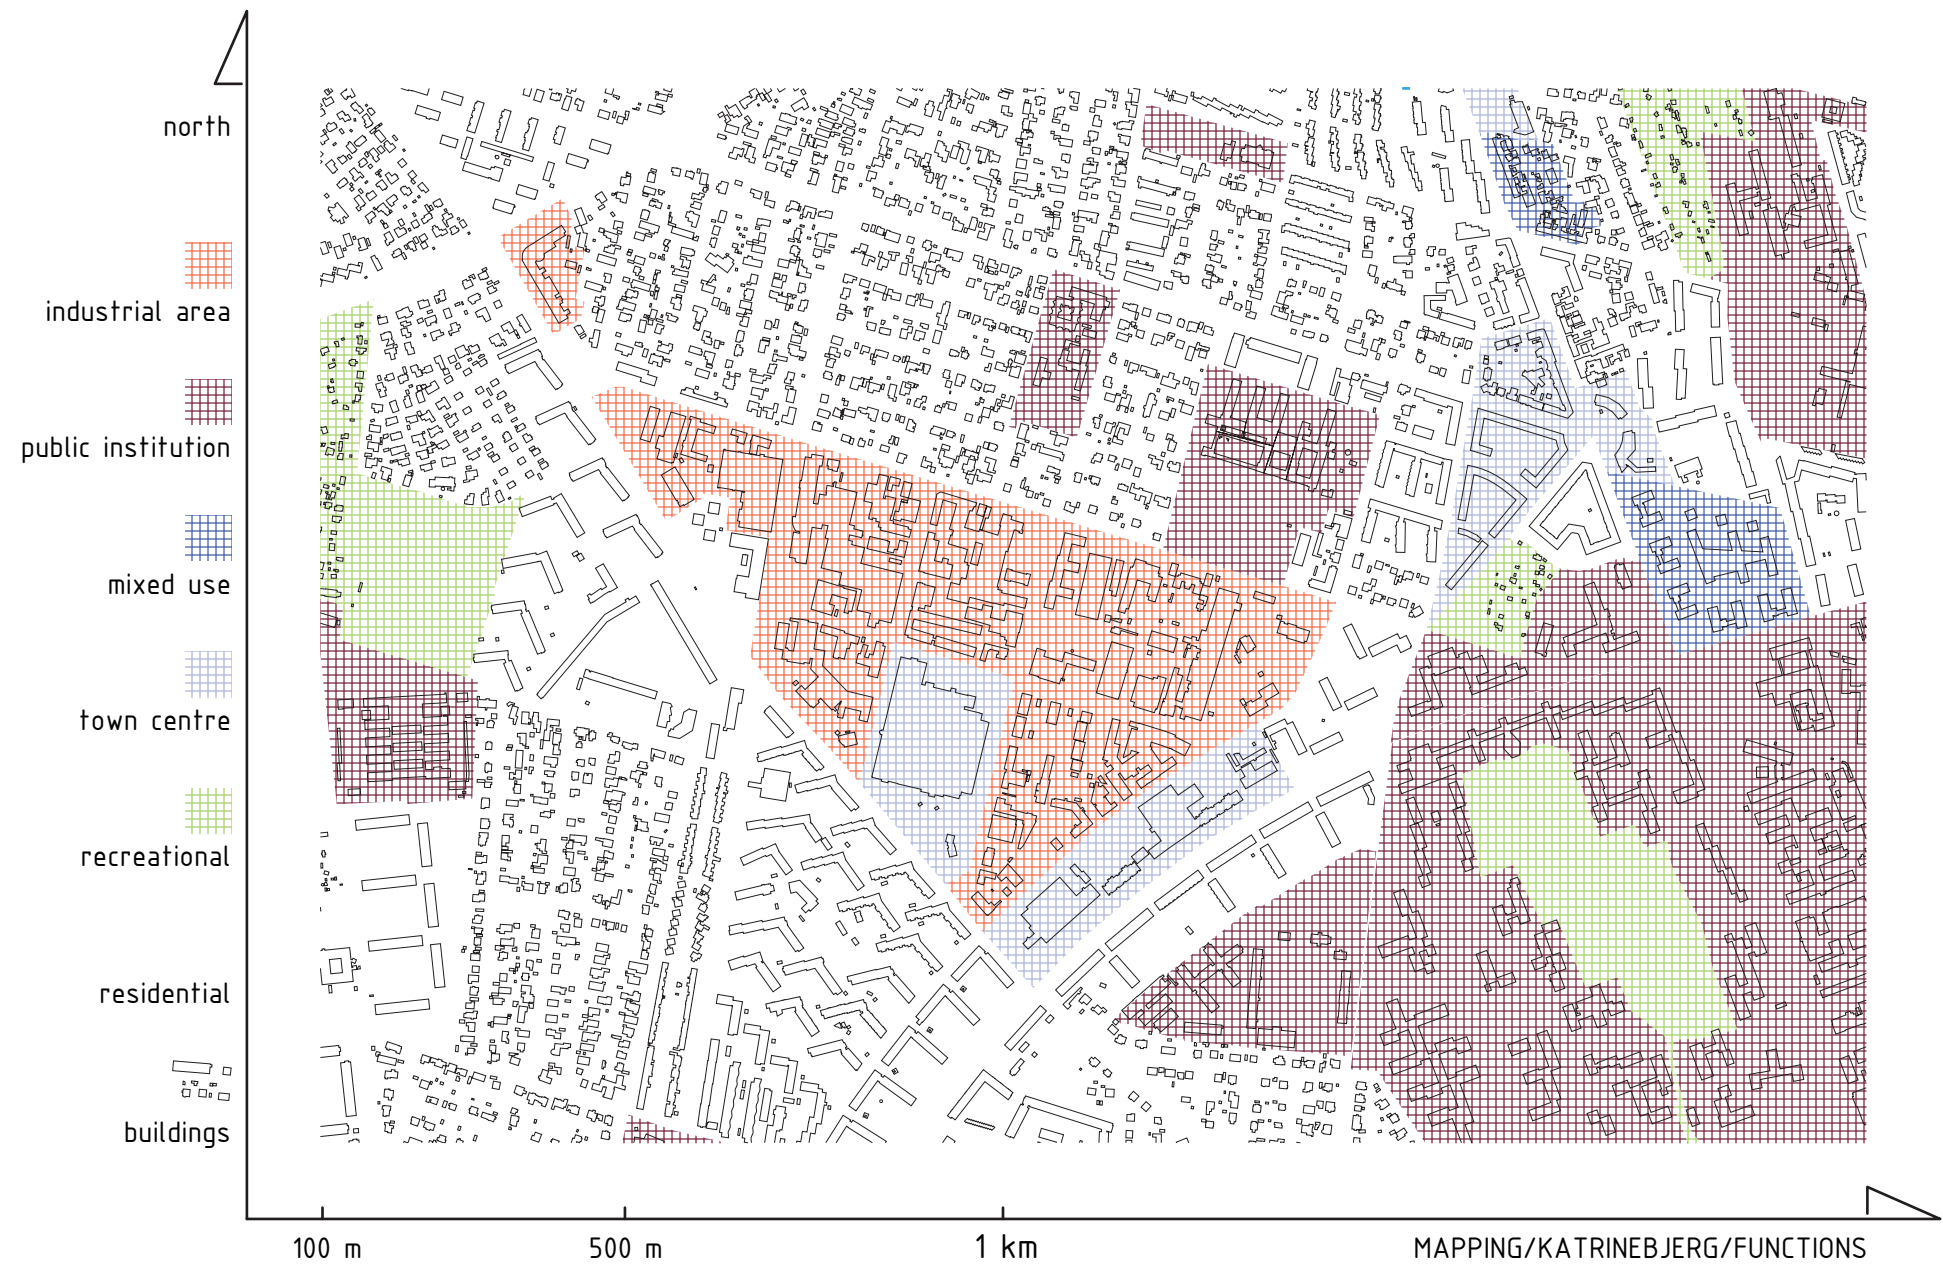 north
industrial area
public institution
mixed use
town centre
recreational
residential
buildings
100 m
500 m
1 km
MAPPING/KATRINEBJERG/FUNCTIONS